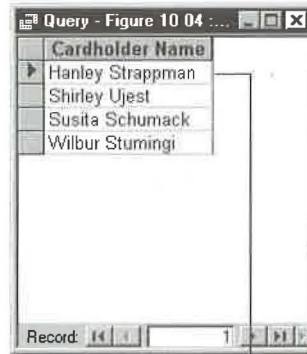 Query - Figure 10 04 :...
Cardholder Name
Hanley Strappman
Shirley Ujest
Susita Schumack
Wilbur Stumingi
Record: 1